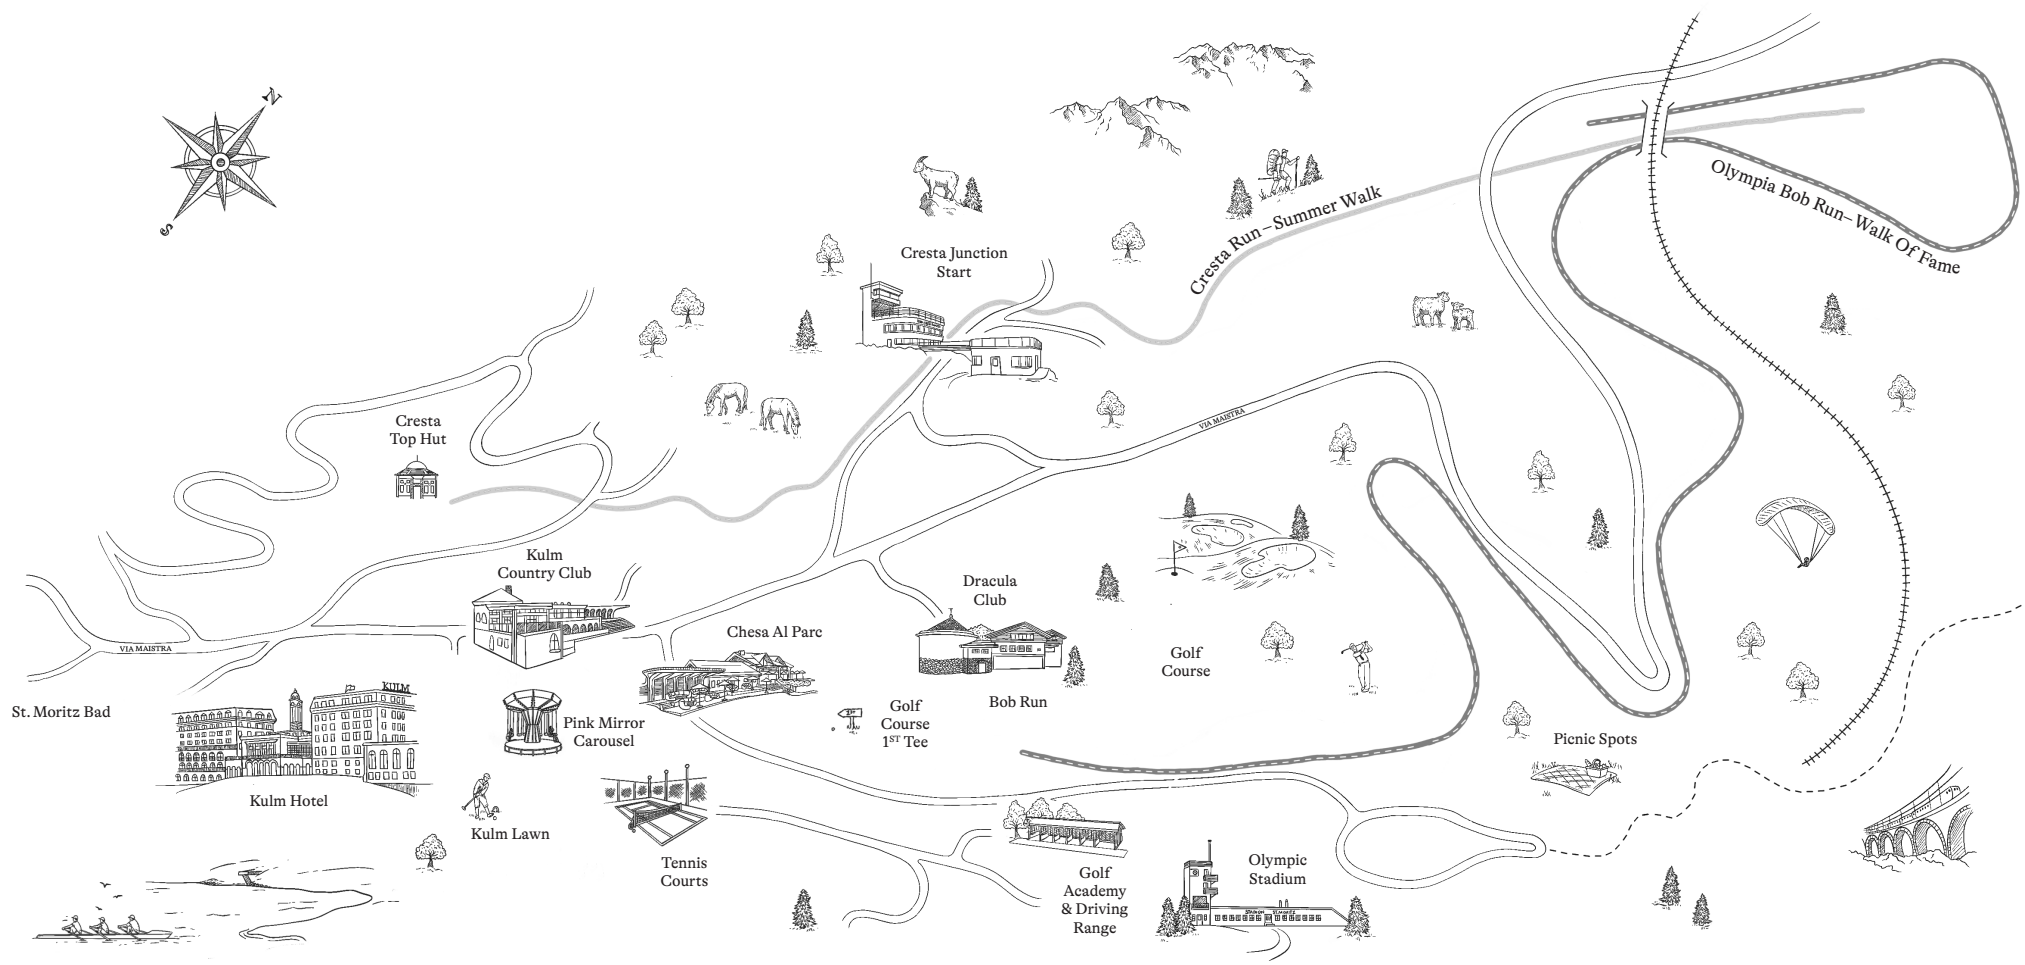 N
S
Cresta Junction
Start
Cresta Run – Summer Walk
Olympia Bob Run – Walk Of Fame
Cresta
Top Hut
VIA MAISTRA
Kulm
Country Club
Dracula
Club
Chesa Al Parc
Golf
Course
VIA MAISTRA
KULM
St. Moritz Bad
Pink Mirror
Carousel
Golf
Course
1ST Tee
Bob Run
Picnic Spots
Kulm Hotel
Kulm Lawn
Tennis
Courts
Golf
Academy
& Driving
Range
Olympic
Stadium